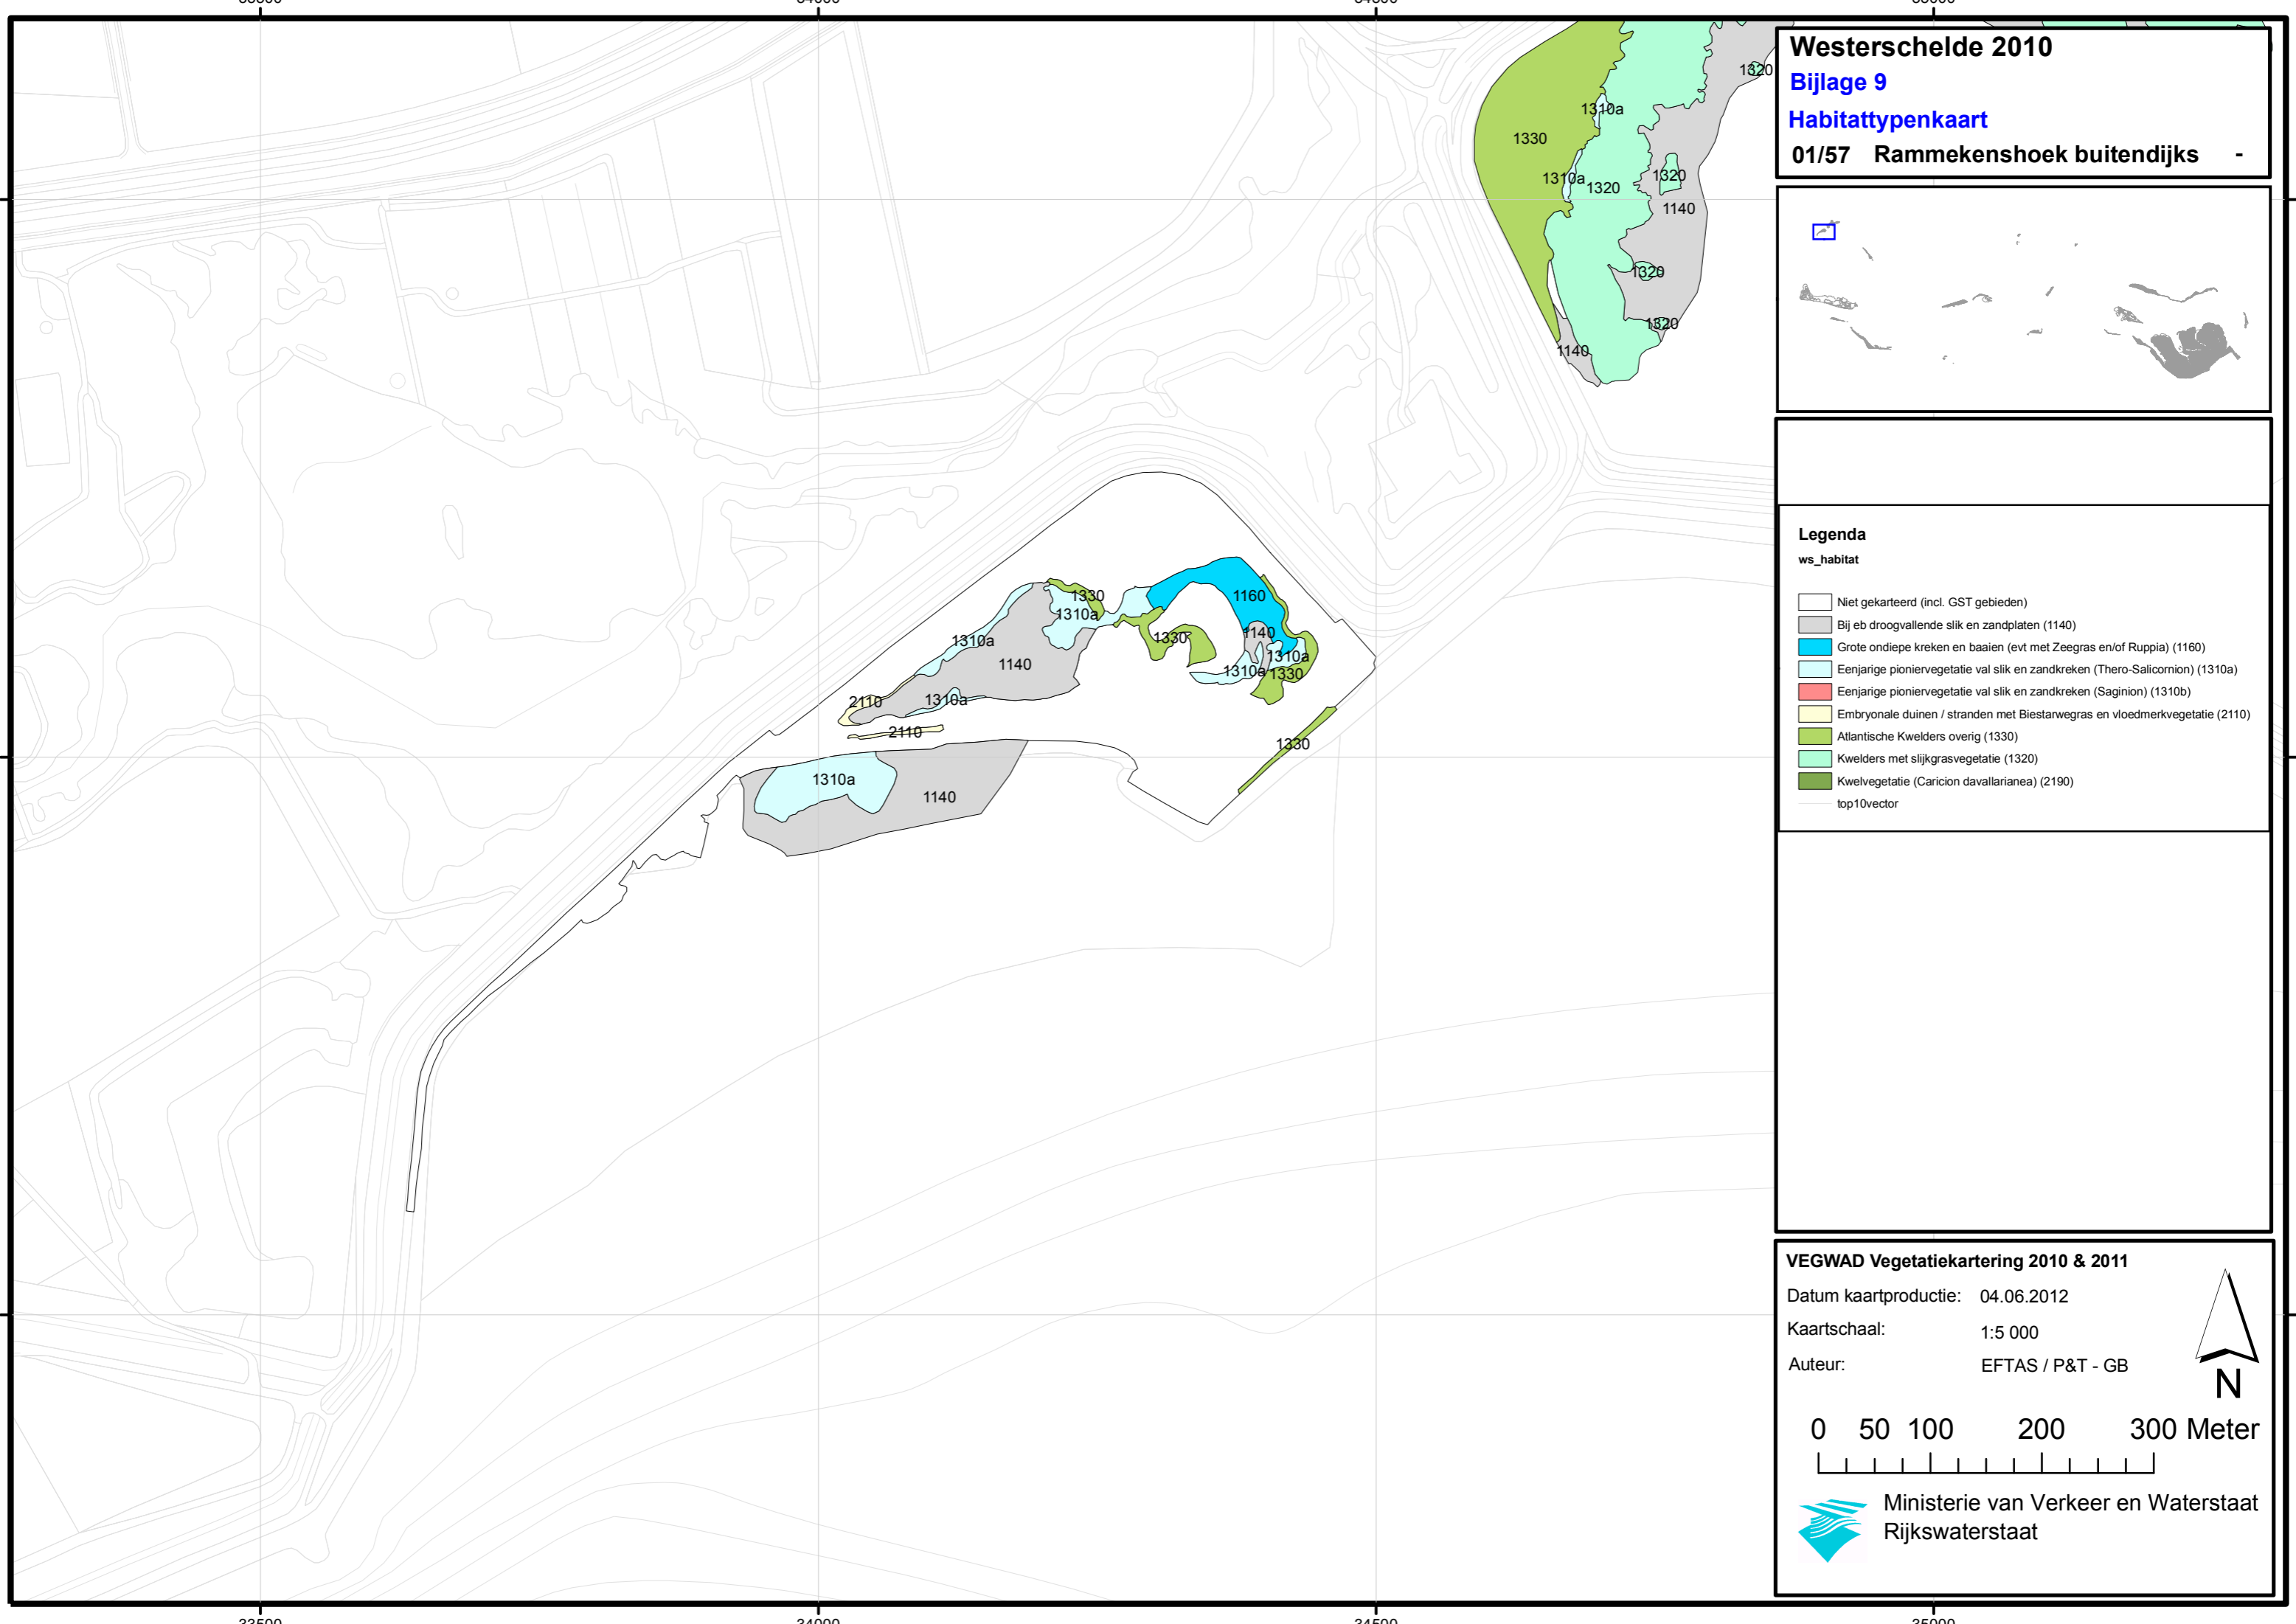 Westerschelde 2010
Bijlage 9
Habitattypenkaart
01/57 Rammekenshoek buitendijks -
1320
1310a
1330
1310a
1320
1320
1140
1320
1320
1140
1330
1310a
1310a
1140
1310a
2110
2110
1160
1140
1330
1310a
1310a
1330
1330
1310a
1140
Legenda
ws_habitat
Niet gekarteerd (incl. GST gebieden)
Bij eb droogvallende slik en zandplaten (1140)
Grote ondiepe kreken en baaien (evt met Zeegras en/of Ruppia) (1160)
Eenjarige pioniervegetatie val slik en zandkreken (Thero-Salicornion) (1310a)
Eenjarige pioniervegetatie val slik en zandkreken (Saginion) (1310b)
Embryonale duinen / stranden met Biestarwegras en vloedmerkvegetatie (2110)
Atlantische Kwelders overig (1330)
Kwelders met slijkgrasvegetatie (1320)
Kwelvegetatie (Caricion davallarianea) (2190)
top10vector
VEGWAD Vegetatiekartering 2010 & 2011
Datum kaartproductie: 04.06.2012
Kaartschaal: 1:5 000
Auteur: EFTAS / P&T - GB
N
0 50 100 200 300 Meter
Ministerie van Verkeer en Waterstaat
Rijkswaterstaat